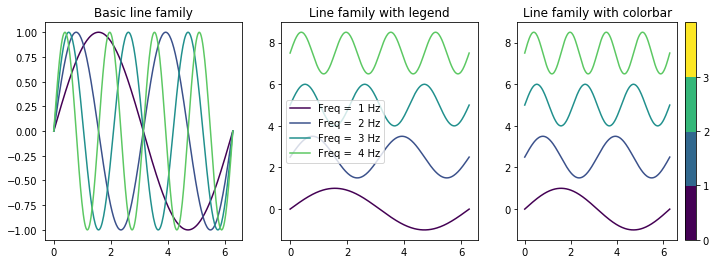 Basic line family
1.00
0.75
0.50
0.25
0.00
−0.25
−0.50
−0.75
−1.00
0 2 4 6
Line family with legend
8
6
4
2
0
Freq = 1 Hz
Freq = 2 Hz
Freq = 3 Hz
Freq = 4 Hz
0 2 4 6
Line family with colorbar
8
6
4
2
0
0 2 4 6
3
2
1
0